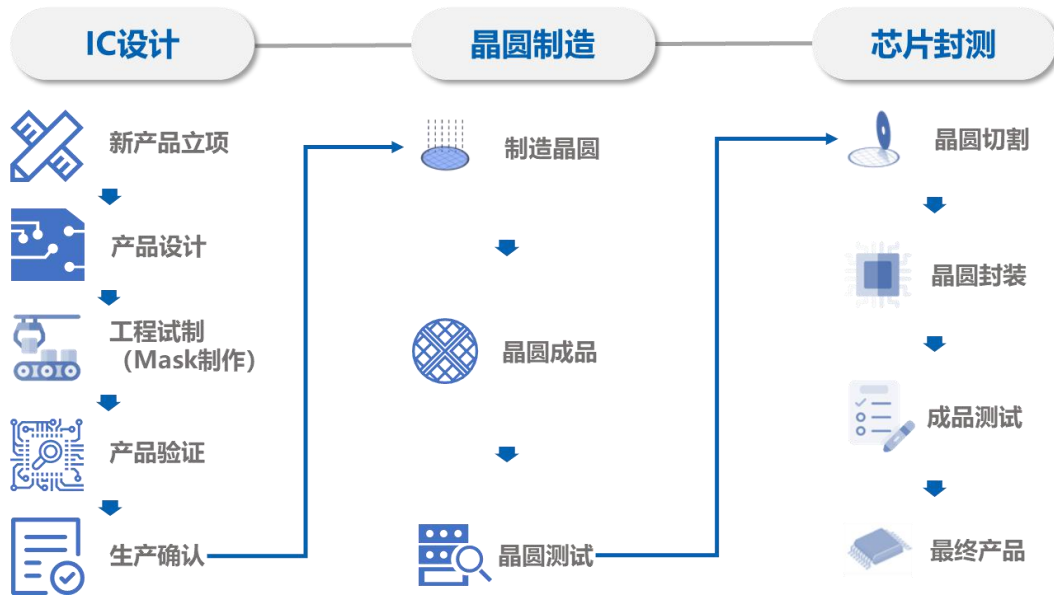 IC设计
晶圆制造
芯片封测
新产品立项
产品设计
工程试制
（Mask制作）
产品验证
生产确认
制造晶圆
晶圆成品
晶圆测试
晶圆切割
晶圆封装
成品测试
最终产品